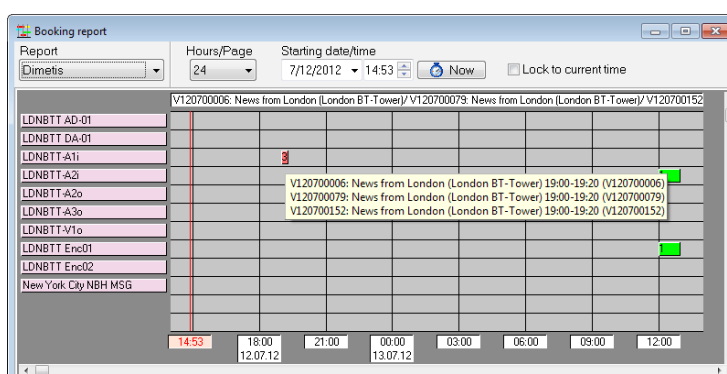 Booking report
Report Hours/Page Starting date/time
Dimetis 24 7/12/2012 14:53 Now Lock to current time
V120700006: News from London (London BT-Tower)/ V120700079: News from London (London BT-Tower)/ V120700152
LDNBTT AD-01
LDNBTT DA-01
LDNBTT-A1i 3
LDNBTT-A2i
V120700006: News from London (London BT-Tower) 19:00-19:20 (V120700006)
LDNBTT-A2o
V120700079: News from London (London BT-Tower) 19:00-19:20 (V120700079)
LDNBTT-A3o
V120700152: News from London (London BT-Tower) 19:00-19:20 (V120700152)
LDNBTT-V1o
LDNBTT Enc01 1
LDNBTT Enc02
New York City NBH MSG
14:53 18:00 21:00 00:00 03:00 06:00 09:00 12:00
12.07.12 13.07.12